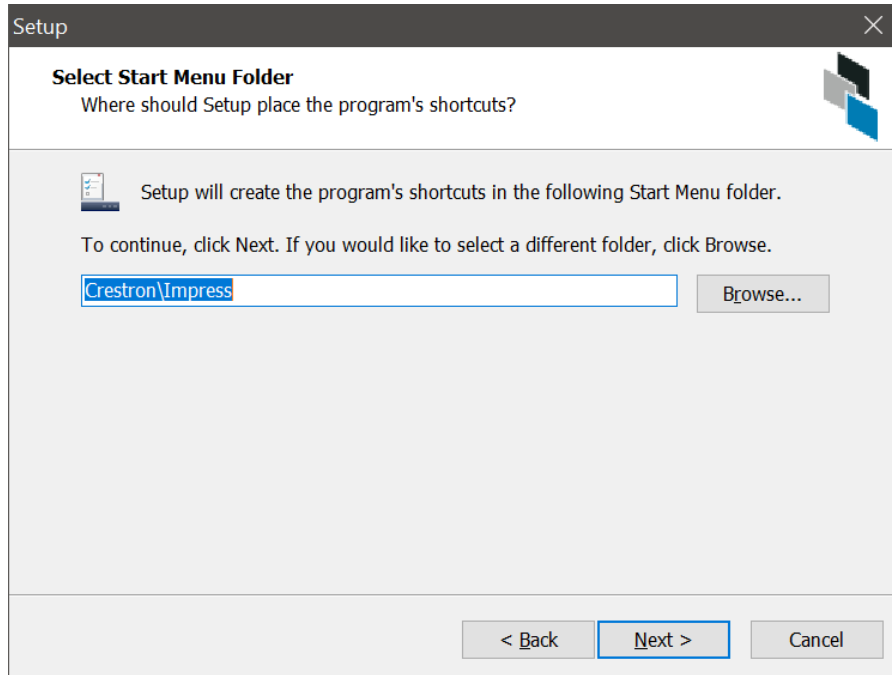 Setup
Select Start Menu Folder
Where should Setup place the program's shortcuts?
Setup will create the program's shortcuts in the following Start Menu folder.
To continue, click Next. If you would like to select a different folder, click Browse.
Crestron\Impress
Browse...
< Back
Next >
Cancel